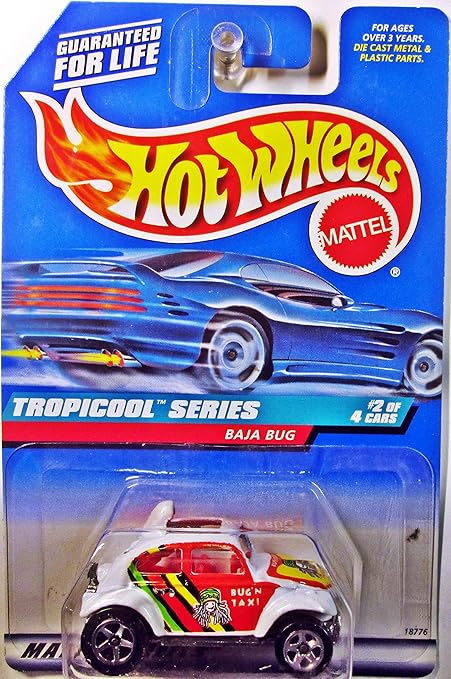 GUARANTEED
FOR LIFE
FOR AGES
OVER 3 YEARS.
DIE CAST METAL &
PLASTIC PARTS.
HOT WHEELS
MATTEL
®
TROPICOOL™ SERIES
#2 OF
4 CARS
BAJA BUG
BUG'N
TAXI
18776